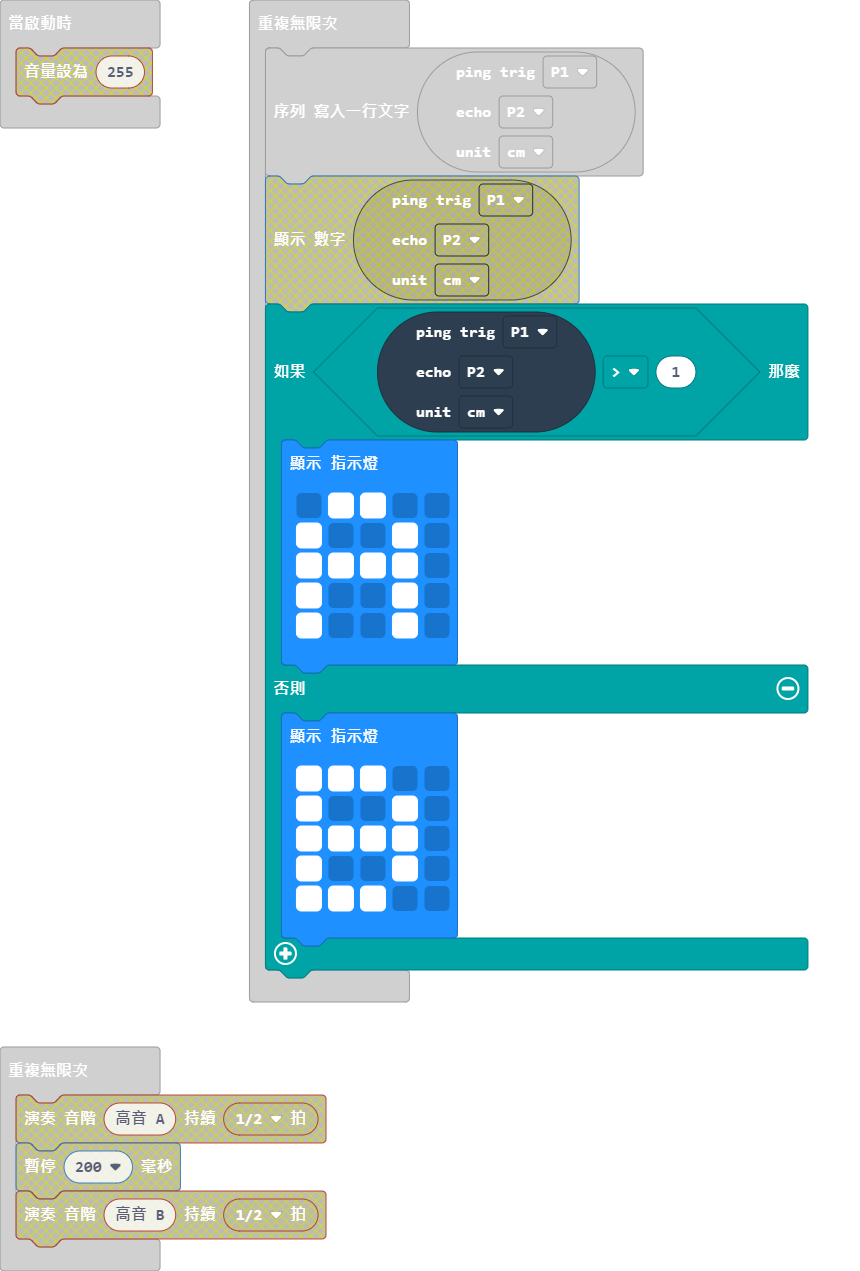 當啟動時
音量設為 255
重複無限次
序列 寫入一行文字 ping trig P1
echo P2
unit cm
顯示 數字 ping trig P1
echo P2
unit cm
如果 ping trig P1
echo P2
unit cm
> 1 那麼
顯示 指示燈
否則
顯示 指示燈
重複無限次
演奏 音階 高音 A 持續 1/2 拍
暫停 200 毫秒
演奏 音階 高音 B 持續 1/2 拍